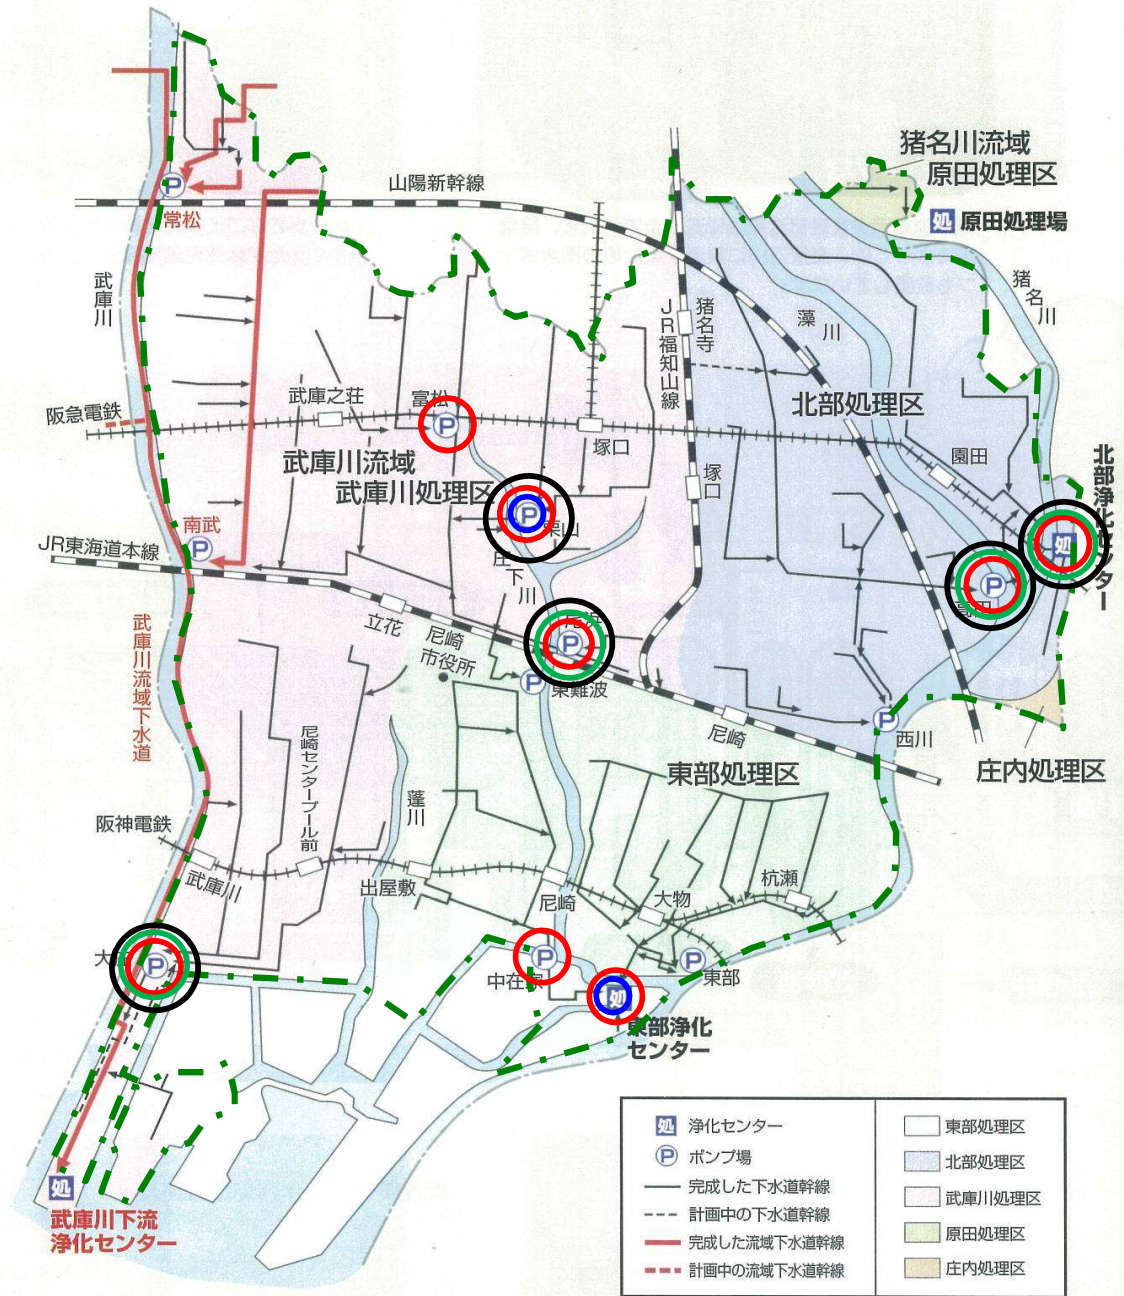 猪名川流域
原田処理区
処 原田処理場
山陽新幹線
P
常松
武庫川
猪名川
猪名寺
JR福知山線
藻川
北部処理区
阪急電鉄
武庫之荘
富松
P
塚口
武庫川流域
武庫川処理区
塚口
園田
北部浄化センター
処
P
栗山
南武
P
JR東海道本線
庄下川
P
武庫川流域下水道
立花
尼崎
市役所
尾浜
P
P
東難波
尼崎
P
西川
庄内処理区
東部処理区
尼崎センタープール前
蓬川
阪神電鉄
武庫川
出屋敷
尼崎
大物
杭瀬
P
P
中在家
P
東部
処
東部浄化
センター
処
武庫川下流
浄化センター
処 浄化センター
P ポンプ場
完成した下水道幹線
計画中の下水道幹線
完成した流域下水道幹線
計画中の流域下水道幹線
東部処理区
北部処理区
武庫川処理区
原田処理区
庄内処理区